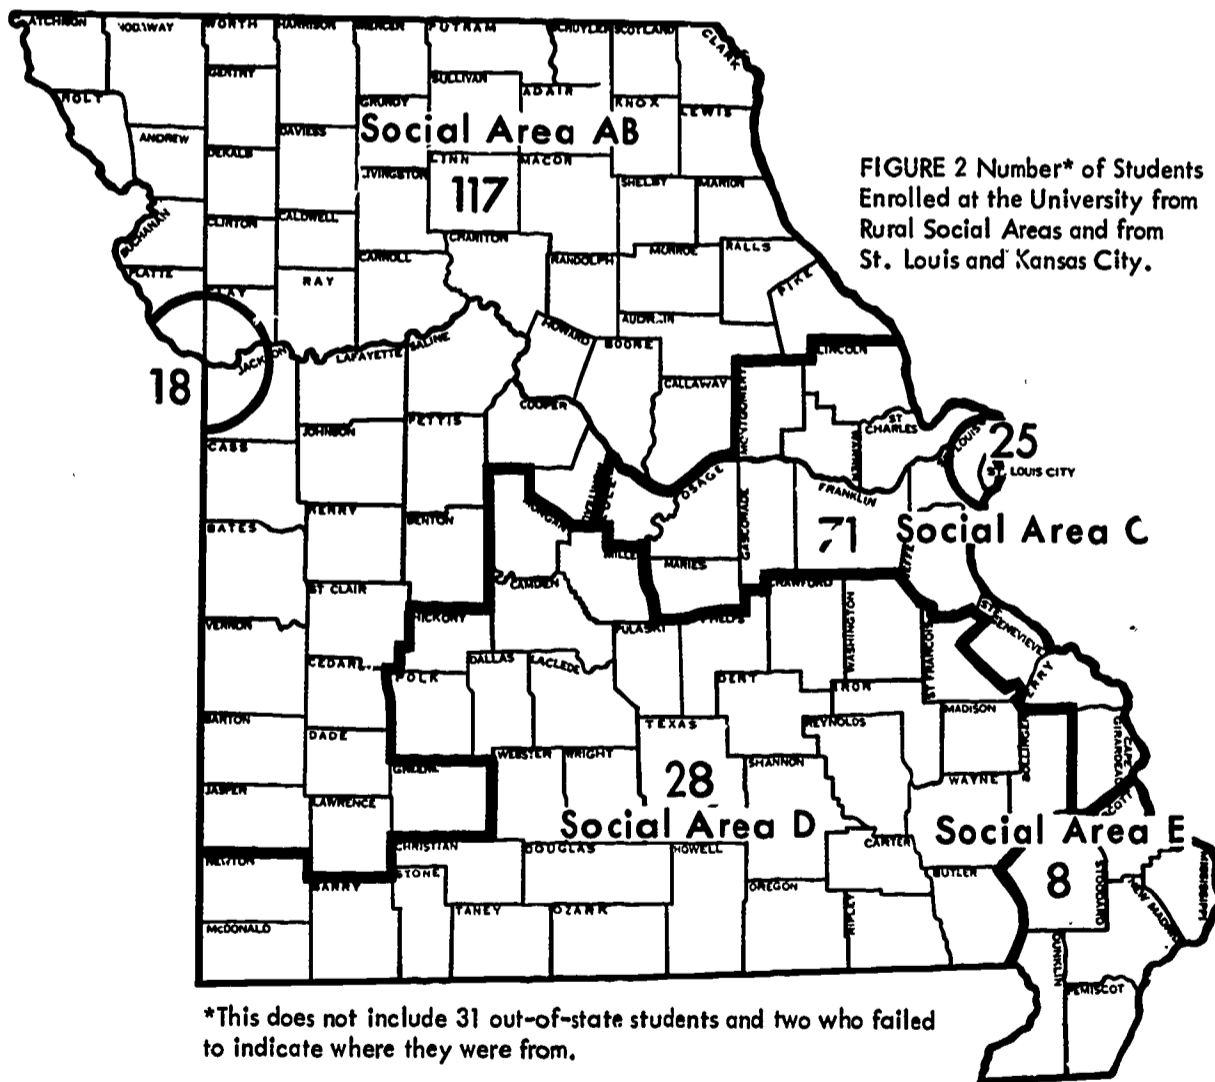 ATCHISON
WORTH
HARRISON
MERCER
PUTNAM
SCHUYLER
SCOTLAND
CLARK
GENTRY
SULLIVAN
ADAIR
HOLT
GRUNDY
KNOX
LEWIS
ANDREW
DAVIESS
Social Area AB
DEKALB
LIVINGSTON
LINN
MACON
117
SHELBY
MARION
FIGURE 2 Number* of Students
Enrolled at the University from
Rural Social Areas and from
St. Louis and Kansas City.
BUCHANAN
CLINTON
CALDWELL
CHARITON
PLATTE
CARROLL
RANDOLPH
MONROE
RALLS
CLAY
RAY
PIKE
HOWARD
BOONE
LINCOLN
JACKSON
LAFAYETTE
SALINE
18
CALLAWAY
MONTGOMERY
COOPER
ST
CHARLES
JOHNSON
PETTIS
CASS
ST LOUIS
25
ST. LOUIS CITY
COLE
OSAGE
FRANKLIN
HENRY
BENTON
MORGAN
BATES
GASCONADE
71
Social Area C
MILLER
MARIES
CAMDEN
ST CLAIR
CRAWFORD
WASHINGTON
HICKORY
VERNON
PULASKI
PHELPS
ST FRANCOIS
STE GENEVIEVE
CEDAR
DALLAS
LACLEDE
POLK
DENT
IRON
PERRY
BARTON
TEXAS
REYNOLDS
MADISON
DADE
BOLLINGER
CAPE
GIRARDEAU
WEBSTER
WRIGHT
GREENE
SHANNON
WAYNE
28
JASPER
LAWRENCE
SCOTT
Social Area D
Social Area E
CHRISTIAN
DOUGLAS
HOWELL
CARTER
NEWTON
BARRY
STONE
OREGON
BUTLER
8
STODDARD
MISSISSIPPI
TANEY
OZARK
RIPLEY
NEW MADRID
McDONALD
DUNKLIN
PEMISCOT
*This does not include 31 out-of-state students and two who failed
to indicate where they were from.